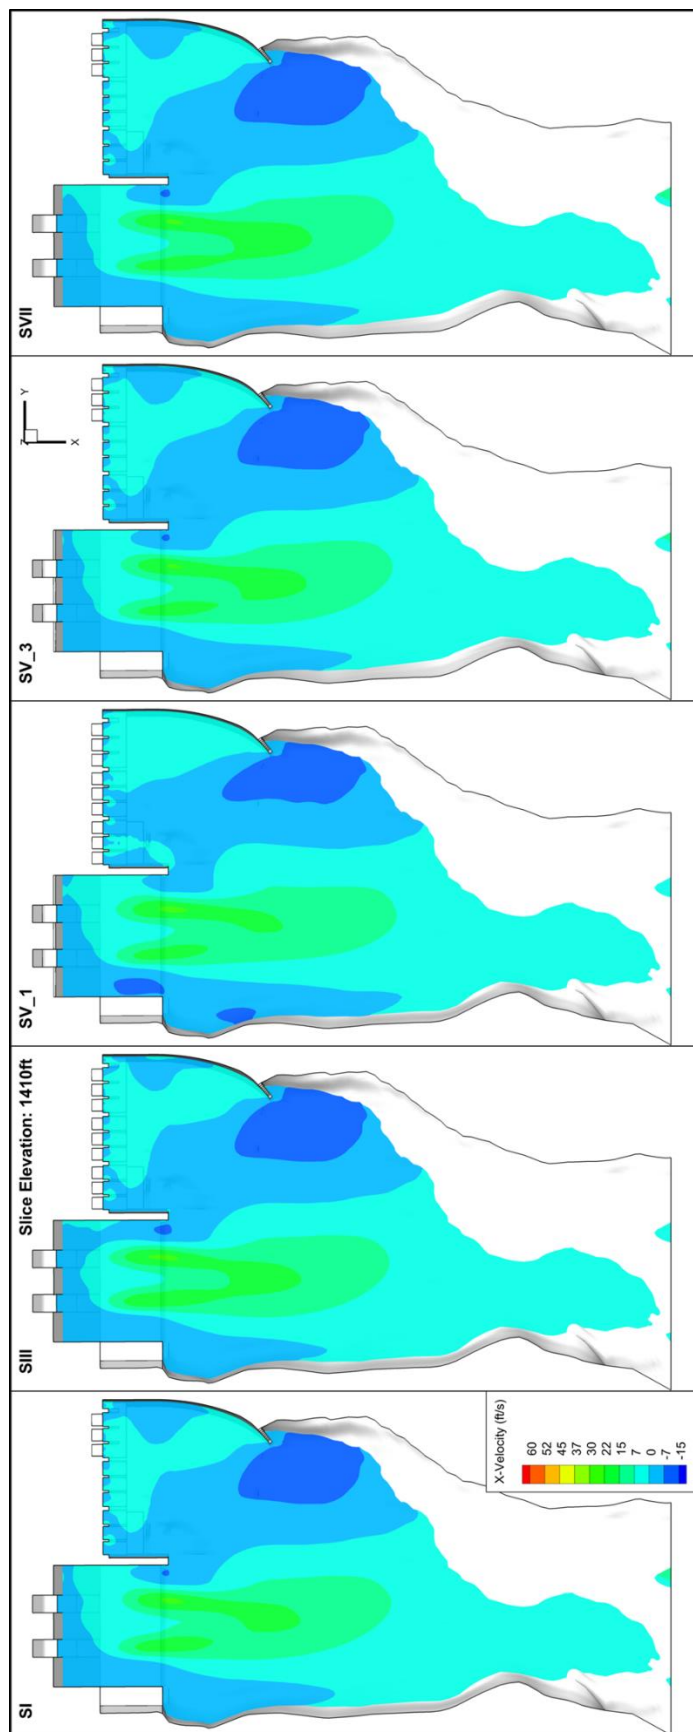 SI
SIII
Slice Elevation: 1410ft
SV_1
SV_3
SVII
Z
Y
X
X-Velocity (ft/s)
60
52
45
37
30
22
15
7
0
-7
-15